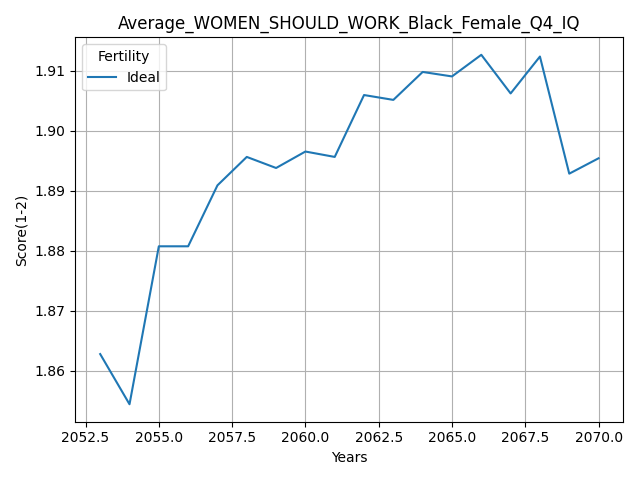 Average_WOMEN_SHOULD_WORK_Black_Female_Q4_IQ
Fertility
Ideal
Score(1-2)
1.91
1.90
1.89
1.88
1.87
1.86
2052.5 2055.0 2057.5 2060.0 2062.5 2065.0 2067.5 2070.0
Years